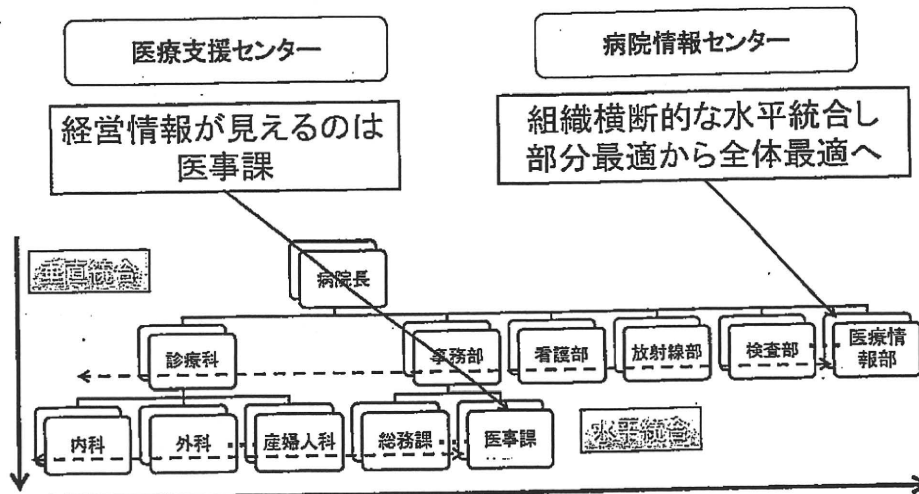 医療支援センター
病院情報センター
経営情報が見えるのは
医事課
組織横断的な水平統合し
部分最適から全体最適へ
垂直統合
病院長
診療科
事務部
看護部
放射線部
検査部
医療情
報部
内科
外科
産婦人科
総務課
医事課
水平統合